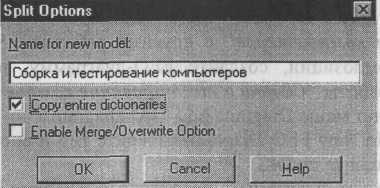 Split Options
Name for new model:
Сборка и тестирование компьютеров
Copy entire dictionaries
Enable Merge/Overwrite Option
OK Cancel Help